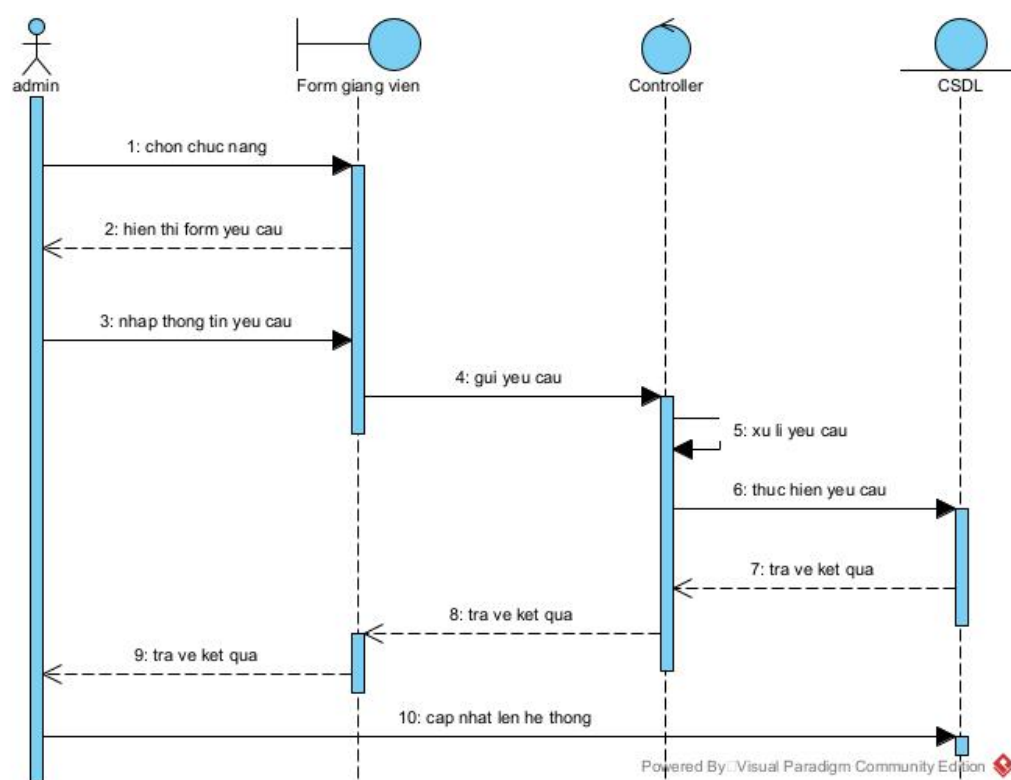 admin
Form giang vien
Controller
CSDL
1: chon chuc nang
2: hien thi form yeu cau
3: nhap thong tin yeu cau
4: gui yeu cau
5: xu li yeu cau
6: thuc hien yeu cau
7: tra ve ket qua
8: tra ve ket qua
9: tra ve ket qua
10: cap nhat len he thong
Powered By Visual Paradigm Community Edition